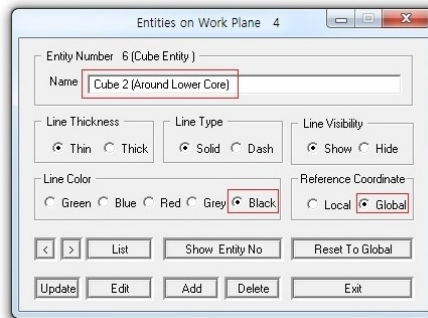 Entities on Work Plane 4
Entity Number 6 (Cube Entity )
Name Cube 2 (Around Lower Core)
Line Thickness Line Type Line Visibility
Thin Thick Solid Dash Show Hide
Line Color Reference Coordinate
Green Blue Red Grey Black Local Global
< > List Show Entity No Reset To Global
Update Edit Add Delete Exit